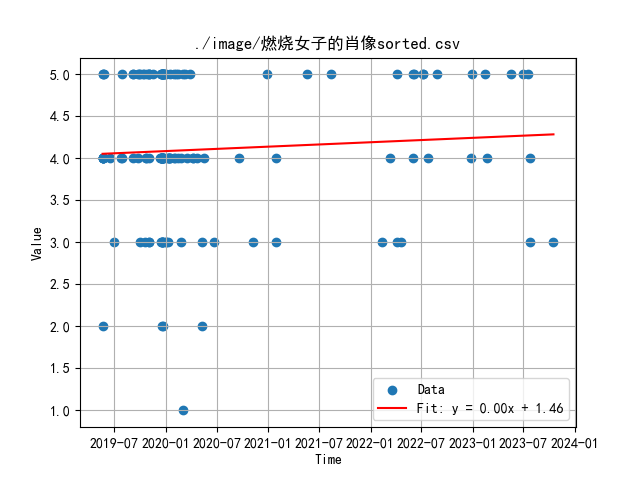 ./image/燃烧女子的肖像sorted.csv
5.0
4.5
4.0
3.5
3.0
2.5
2.0
1.5
1.0
Value
Data
Fit: y = 0.00x + 1.46
2019-07 2020-01 2020-07 2021-01 2021-07 2022-01 2022-07 2023-01 2023-07 2024-01
Time